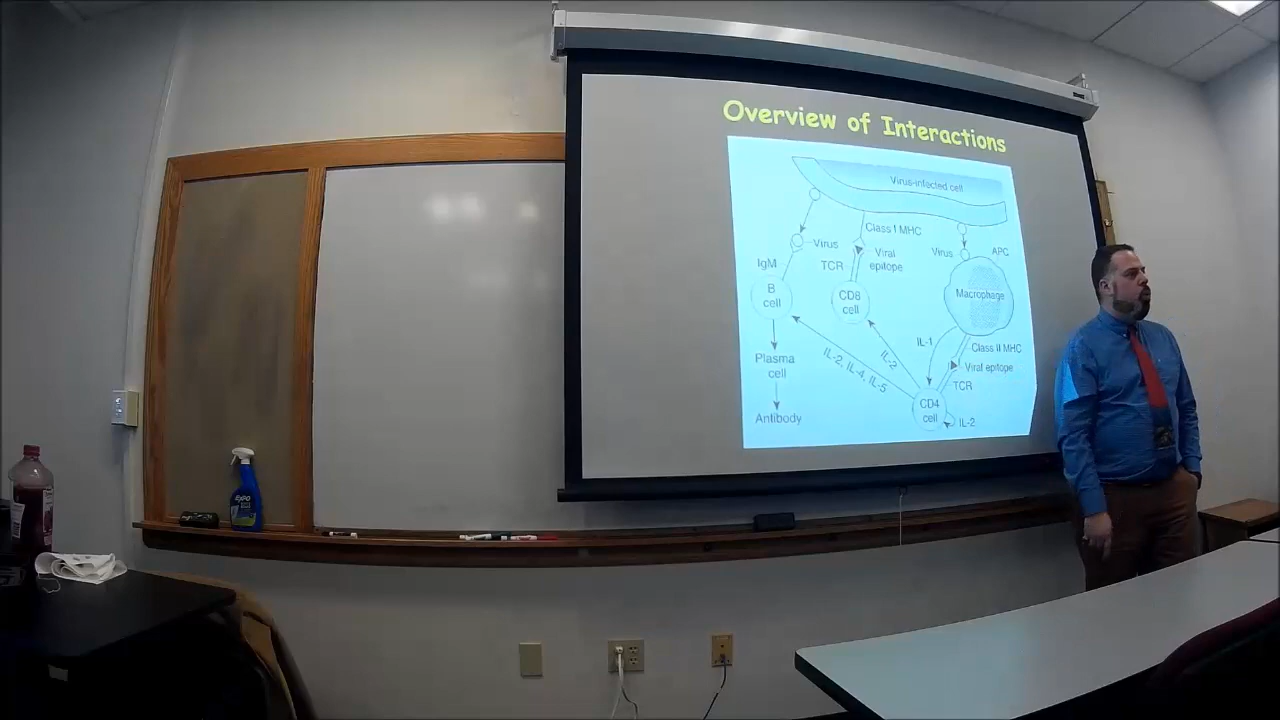 Overview of Interactions
Virus-infected cell
Class I MHC
Virus
Viral
epitope
TCR
IgM
B
cell
CD8
cell
Virus
APC
Macrophage
IL-1
Class II MHC
Viral epitope
TCR
IL-2
IL-2, IL-4, IL-5
Plasma
cell
CD4
cell
IL-2
Antibody
EXPO